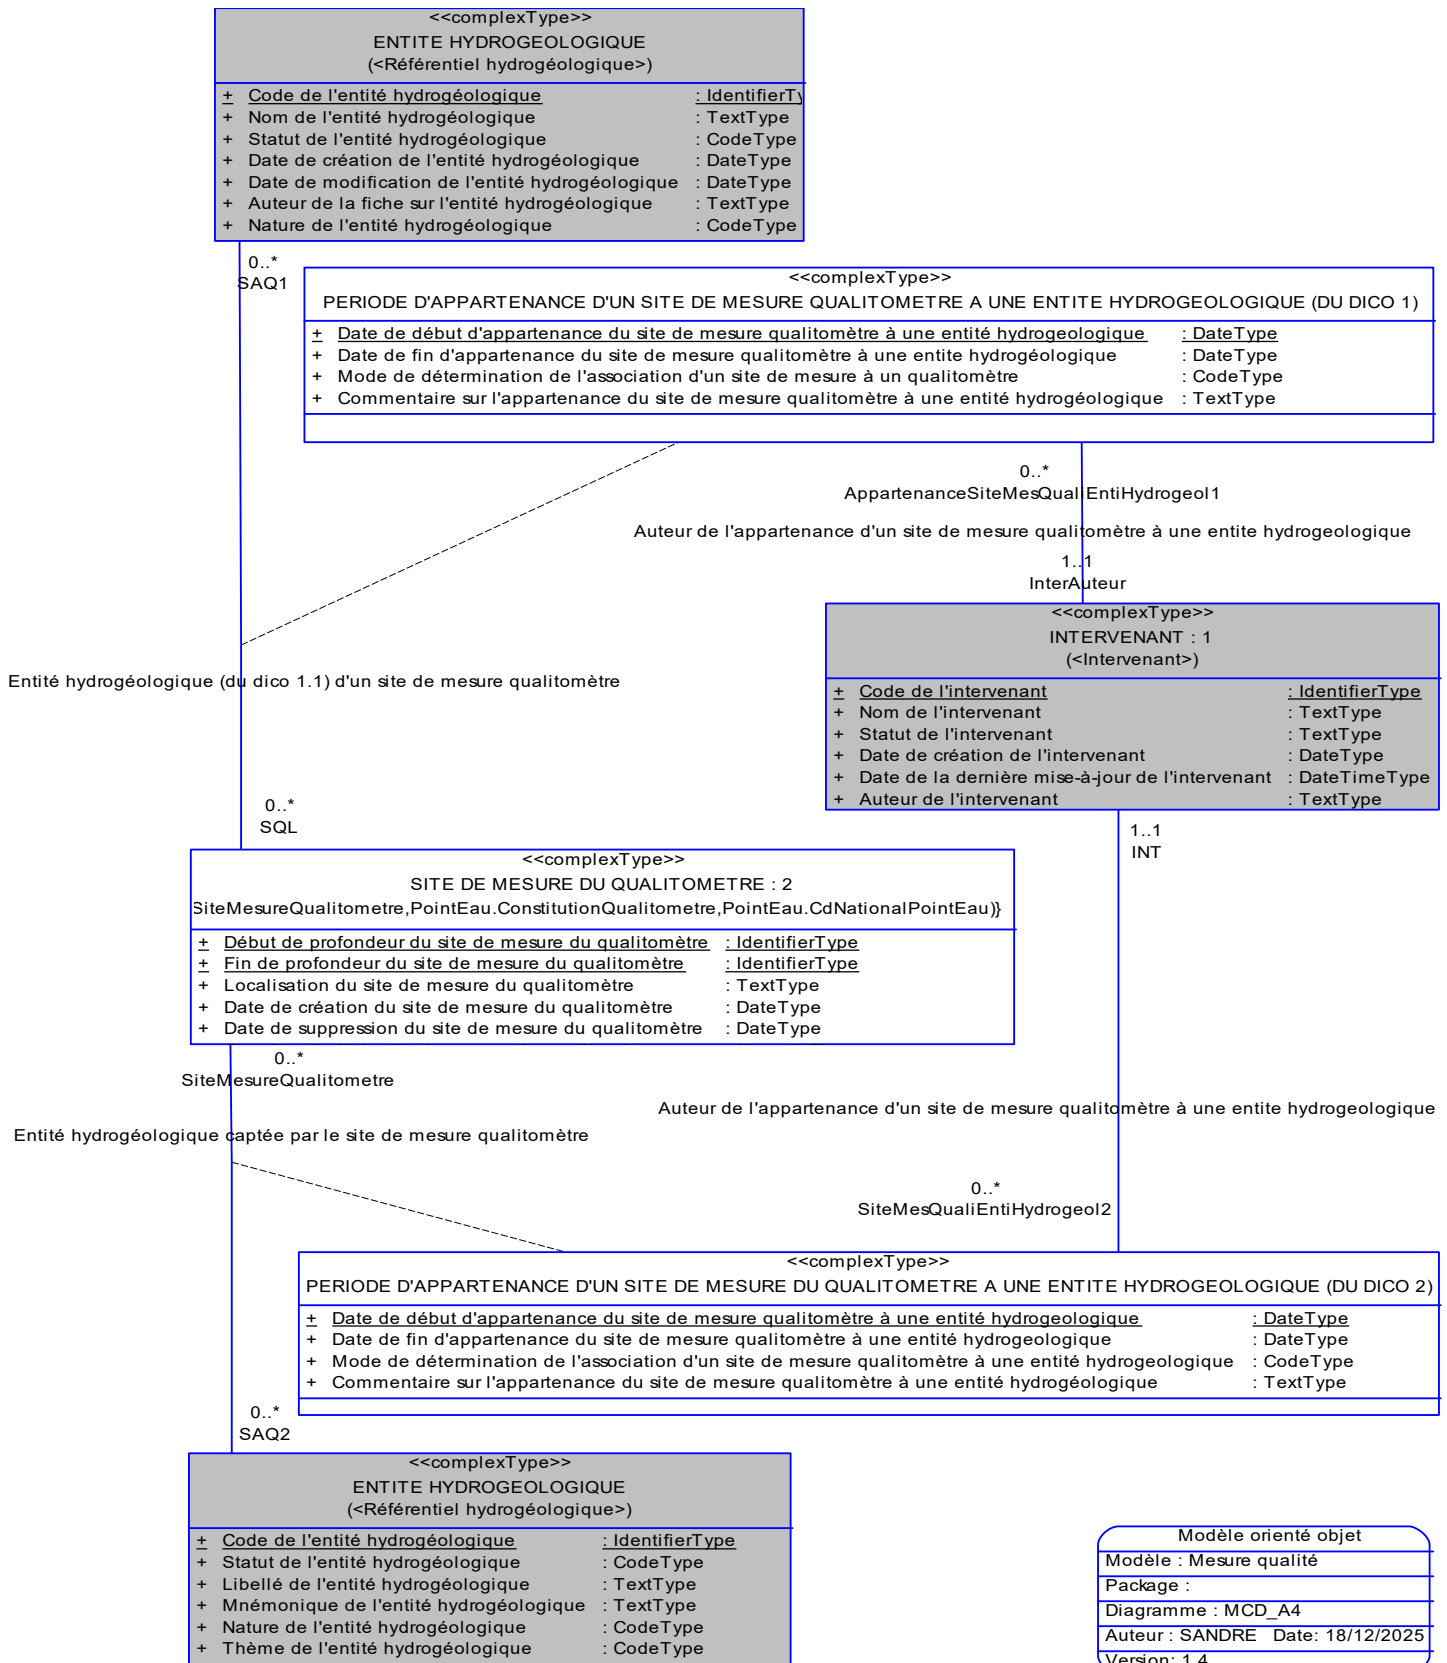 <<complexType>>
ENTITE HYDROGEOLOGIQUE
(<Référentiel hydrogéologique>)
+ Code de l'entité hydrogéologique : IdentifierTy
+ Nom de l'entité hydrogéologique : TextType
+ Statut de l'entité hydrogéologique : CodeType
+ Date de création de l'entité hydrogéologique : DateType
+ Date de modification de l'entité hydrogéologique : DateType
+ Auteur de la fiche sur l'entité hydrogéologique : TextType
+ Nature de l'entité hydrogéologique : CodeType
0..*
SAQ1
<<complexType>>
PERIODE D'APPARTENANCE D'UN SITE DE MESURE QUALITOMETRE A UNE ENTITE HYDROGEOLOGIQUE (DU DICO 1)
+ Date de début d'appartenance du site de mesure qualitomètre à une entité hydrogeologique : DateType
+ Date de fin d'appartenance du site de mesure qualitomètre à une entite hydrogéologique : DateType
+ Mode de détermination de l'association d'un site de mesure à un qualitomètre : CodeType
+ Commentaire sur l'appartenance du site de mesure qualitomètre à une entité hydrogéologique : TextType
0..*
AppartenanceSiteMesQualiEntiHydrogeol1
Auteur de l'appartenance d'un site de mesure qualitomètre à une entite hydrogeologique
1..1
InterAuteur
<<complexType>>
INTERVENANT : 1
(<Intervenant>)
+ Code de l'intervenant : IdentifierType
+ Nom de l'intervenant : TextType
+ Statut de l'intervenant : TextType
+ Date de création de l'intervenant : DateType
+ Date de la dernière mise-à-jour de l'intervenant : DateTimeType
+ Auteur de l'intervenant : TextType
Entité hydrogéologique (du dico 1.1) d'un site de mesure qualitomètre
0..*
SQL
1..1
INT
<<complexType>>
SITE DE MESURE DU QUALITOMETRE : 2
SiteMesureQualitometre,PointEau.ConstitutionQualitometre,PointEau.CdNationalPointEau)}
+ Début de profondeur du site de mesure du qualitomètre : IdentifierType
+ Fin de profondeur du site de mesure du qualitomètre : IdentifierType
+ Localisation du site de mesure du qualitomètre : TextType
+ Date de création du site de mesure du qualitomètre : DateType
+ Date de suppression du site de mesure du qualitomètre : DateType
0..*
SiteMesureQualitometre
Auteur de l'appartenance d'un site de mesure qualitomètre à une entite hydrogeologique
Entité hydrogéologique captée par le site de mesure qualitomètre
0..*
SiteMesQualiEntiHydrogeol2
<<complexType>>
PERIODE D'APPARTENANCE D'UN SITE DE MESURE DU QUALITOMETRE A UNE ENTITE HYDROGEOLOGIQUE (DU DICO 2)
+ Date de début d'appartenance du site de mesure qualitomètre à une entité hydrogeologique : DateType
+ Date de fin d'appartenance du site de mesure qualitomètre à une entité hydrogeologique : DateType
+ Mode de détermination de l'association d'un site de mesure qualitomètre à une entité hydrogeologique : CodeType
+ Commentaire sur l'appartenance du site de mesure qualitomètre à une entité hydrogéologique : TextType
0..*
SAQ2
<<complexType>>
ENTITE HYDROGEOLOGIQUE
(<Référentiel hydrogéologique>)
+ Code de l'entité hydrogéologique : IdentifierType
+ Statut de l'entité hydrogéologique : CodeType
+ Libellé de l'entité hydrogéologique : TextType
+ Mnémonique de l'entité hydrogéologique : TextType
+ Nature de l'entité hydrogéologique : CodeType
+ Thème de l'entité hydrogéologique : CodeType
Modèle orienté objet
Modèle : Mesure qualité
Package :
Diagramme : MCD_A4
Auteur : SANDRE Date: 18/12/2025
Version: 1.4